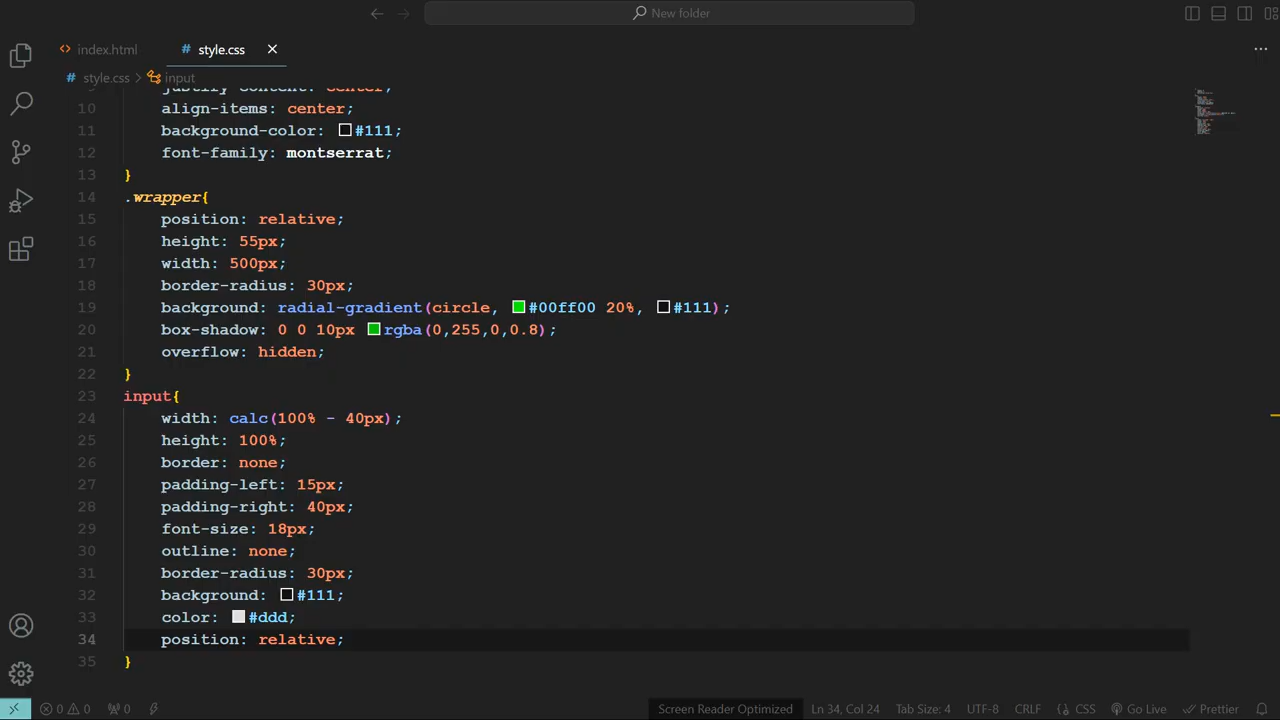 New folder
index.html
style.css
style.css > input
9 justify-content: center;
10 align-items: center;
11 background-color: #111;
12 font-family: montserrat;
13 }
14 .wrapper{
15 position: relative;
16 height: 55px;
17 width: 500px;
18 border-radius: 30px;
19 background: radial-gradient(circle, #00ff00 20%, #111);
20 box-shadow: 0 0 10px rgba(0,255,0,0.8);
21 overflow: hidden;
22 }
23 input{
24 width: calc(100% - 40px);
25 height: 100%;
26 border: none;
27 padding-left: 15px;
28 padding-right: 40px;
29 font-size: 18px;
30 outline: none;
31 border-radius: 30px;
32 background: #111;
33 color: #ddd;
34 position: relative;
35 }
0 0 0 Screen Reader Optimized Ln 34, Col 24 Tab Size: 4 UTF-8 CRLF {} CSS Go Live Prettier